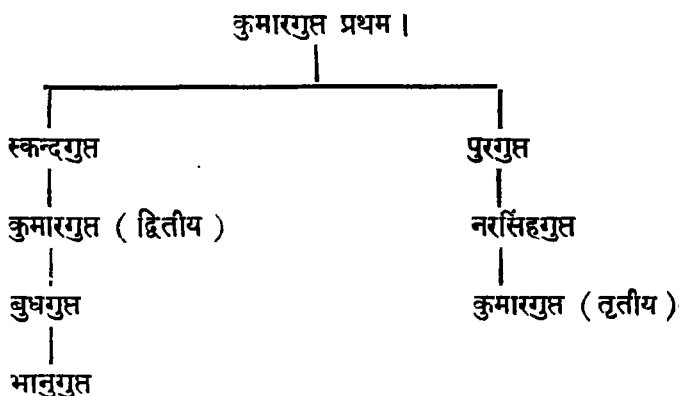 कुमारगुप्त प्रथम ।
स्कन्दगुप्त पुरगुप्त
कुमारगुप्त ( द्वितीय ) नरसिंहगुप्त
बुधगुप्त कुमारगुप्त ( तृतीय )
भानुगुप्त